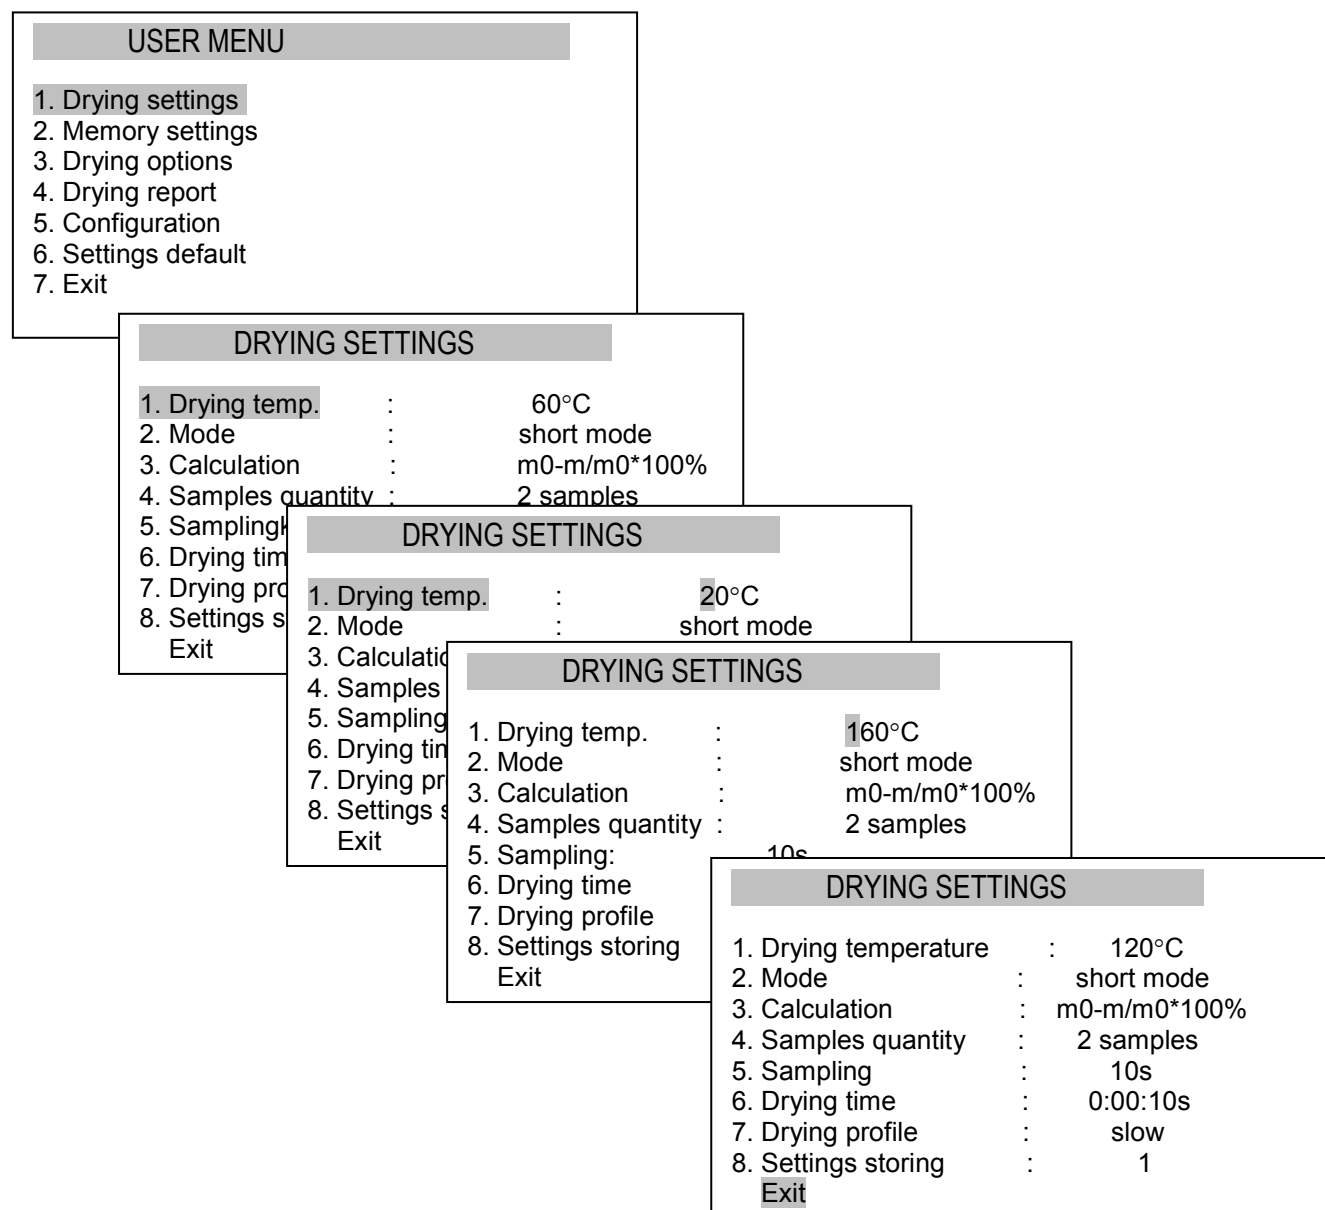 USER MENU
1. Drying settings
2. Memory settings
3. Drying options
4. Drying report
5. Configuration
6. Settings default
7. Exit
DRYING SETTINGS
1. Drying temp. : 60°C
2. Mode : short mode
3. Calculation : m0-m/m0*100%
4. Samples quantity : 2 samples
5. Sampling
6. Drying tim
7. Drying pro
8. Settings s
Exit
DRYING SETTINGS
1. Drying temp. : 20°C
2. Mode : short mode
3. Calculatio
4. Samples
5. Sampling
6. Drying tim
7. Drying pr
8. Settings s
Exit
DRYING SETTINGS
1. Drying temp. : 160°C
2. Mode : short mode
3. Calculation : m0-m/m0*100%
4. Samples quantity : 2 samples
5. Sampling: 10s
6. Drying time
7. Drying profile
8. Settings storing
Exit
DRYING SETTINGS
1. Drying temperature : 120°C
2. Mode : short mode
3. Calculation : m0-m/m0*100%
4. Samples quantity : 2 samples
5. Sampling : 10s
6. Drying time : 0:00:10s
7. Drying profile : slow
8. Settings storing : 1
Exit